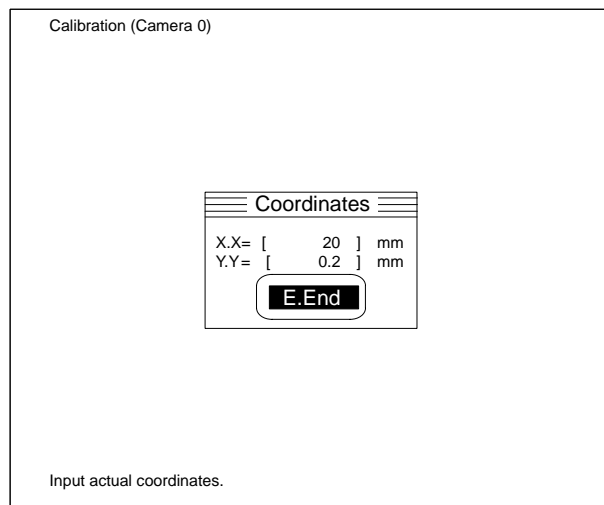 Calibration (Camera 0)
Coordinates
X.X= [ 20 ] mm
Y.Y= [ 0.2 ] mm
E.End
Input actual coordinates.